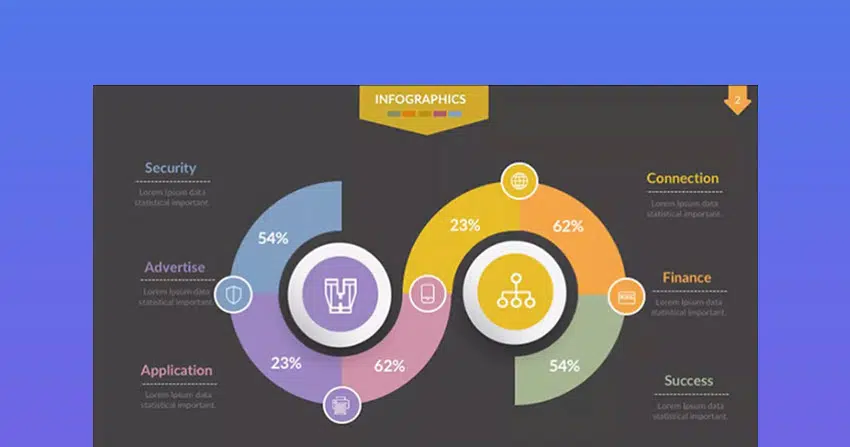 INFOGRAPHICS
2
Security
Lorem Ipsum data
statistical important.
54%
Advertise
Lorem Ipsum data
statistical important.
23%
Application
Lorem Ipsum data
statistical important.
62%
23%
62%
54%
Connection
Lorem Ipsum data
statistical important.
Finance
Lorem Ipsum data
statistical important.
Success
Lorem Ipsum data
statistical important.